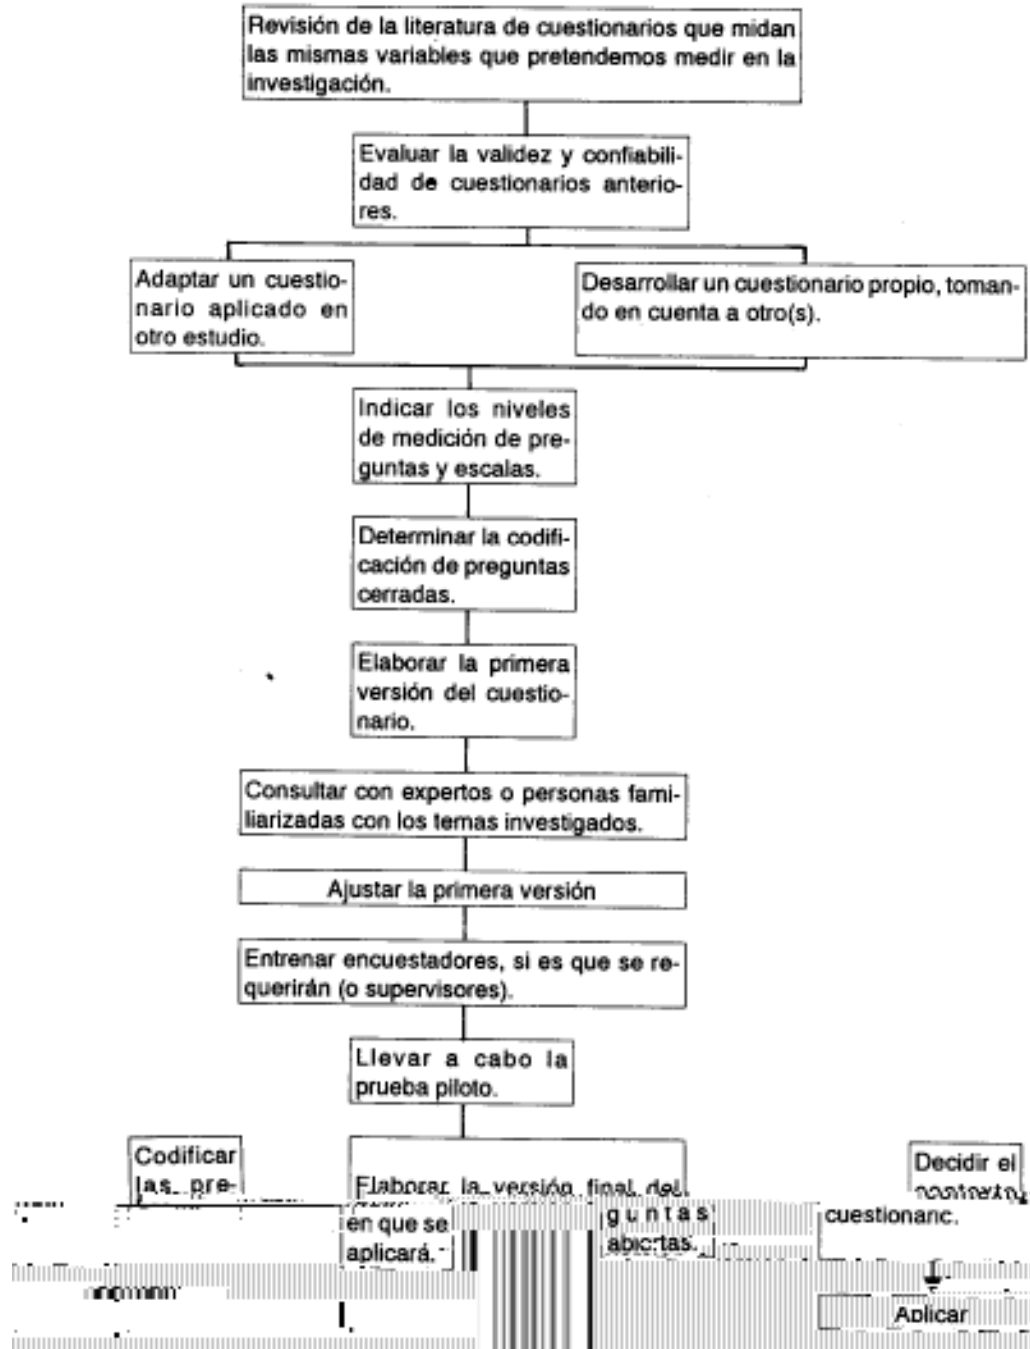 Revisión de la literatura de cuestionarios que midan
las mismas variables que pretendemos medir en la
investigación.
Evaluar la validez y confiabili-
dad de cuestionarios anterio-
res.
Adaptar un cuestio-
nario aplicado en
otro estudio.
Desarrollar un cuestionario propio, toman-
do en cuenta a otro(s).
Indicar los niveles
de medición de pre-
guntas y escalas.
Determinar la codifi-
cación de preguntas
cerradas.
Elaborar la primera
versión del cuestio-
nario.
Consultar con expertos o personas fami-
liarizadas con los temas investigados.
Ajustar la primera versión
Entrenar encuestadores, si es que se re-
querirán (o supervisores).
Llevar a cabo la
prueba piloto.
Codificar
las pre-
Elaborar la versión final del
Decidir el
contexto
en que se
aplicará.
guntas
abiertas.
cuestionario.
Aplicar